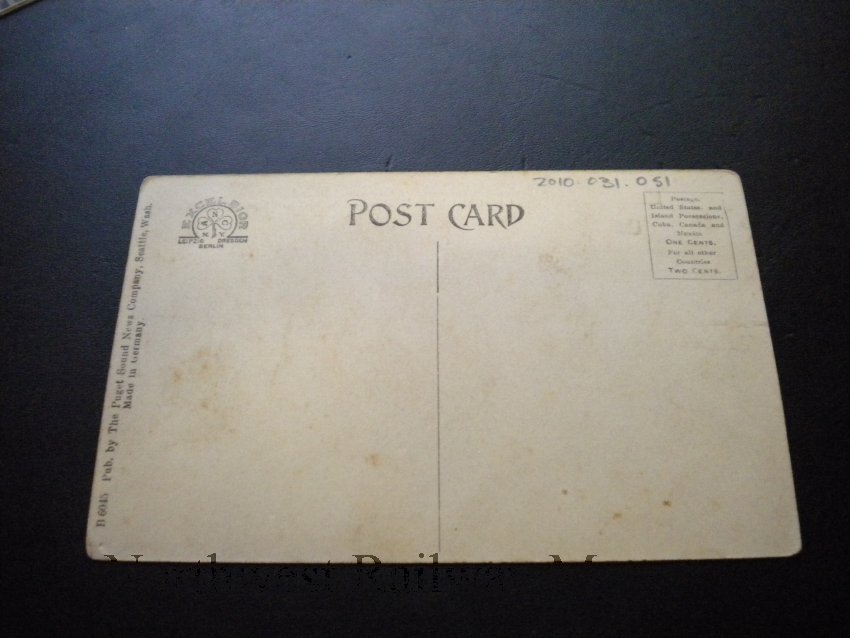 2010.031.051
POST CARD
EXCELSIOR
A N C
N.Y.
LEIPZIG DRESDEN
BERLIN
Postage.
United States, and
Island Possessions,
Cuba, Canada and
Mexico
ONE CENTS.
For all other
Countries
TWO CENTS.
B 6045 Pub. by The Puget Sound News Company, Seattle, Wash.
Made in Germany.
Northwest Railway